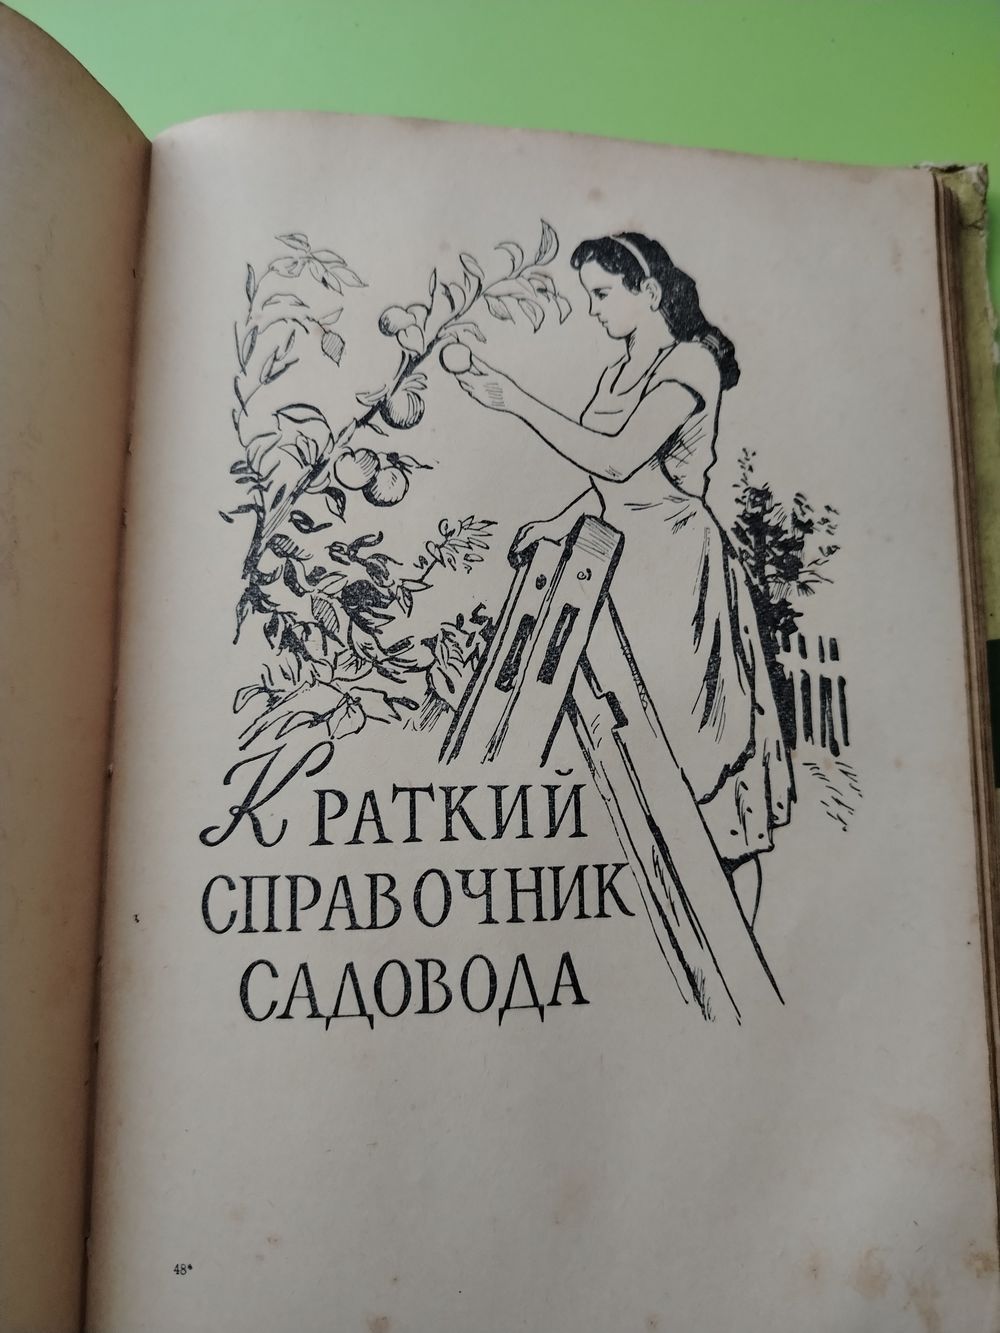 КРАТКИЙ
СПРАВОЧНИК
САДОВОДА
48*